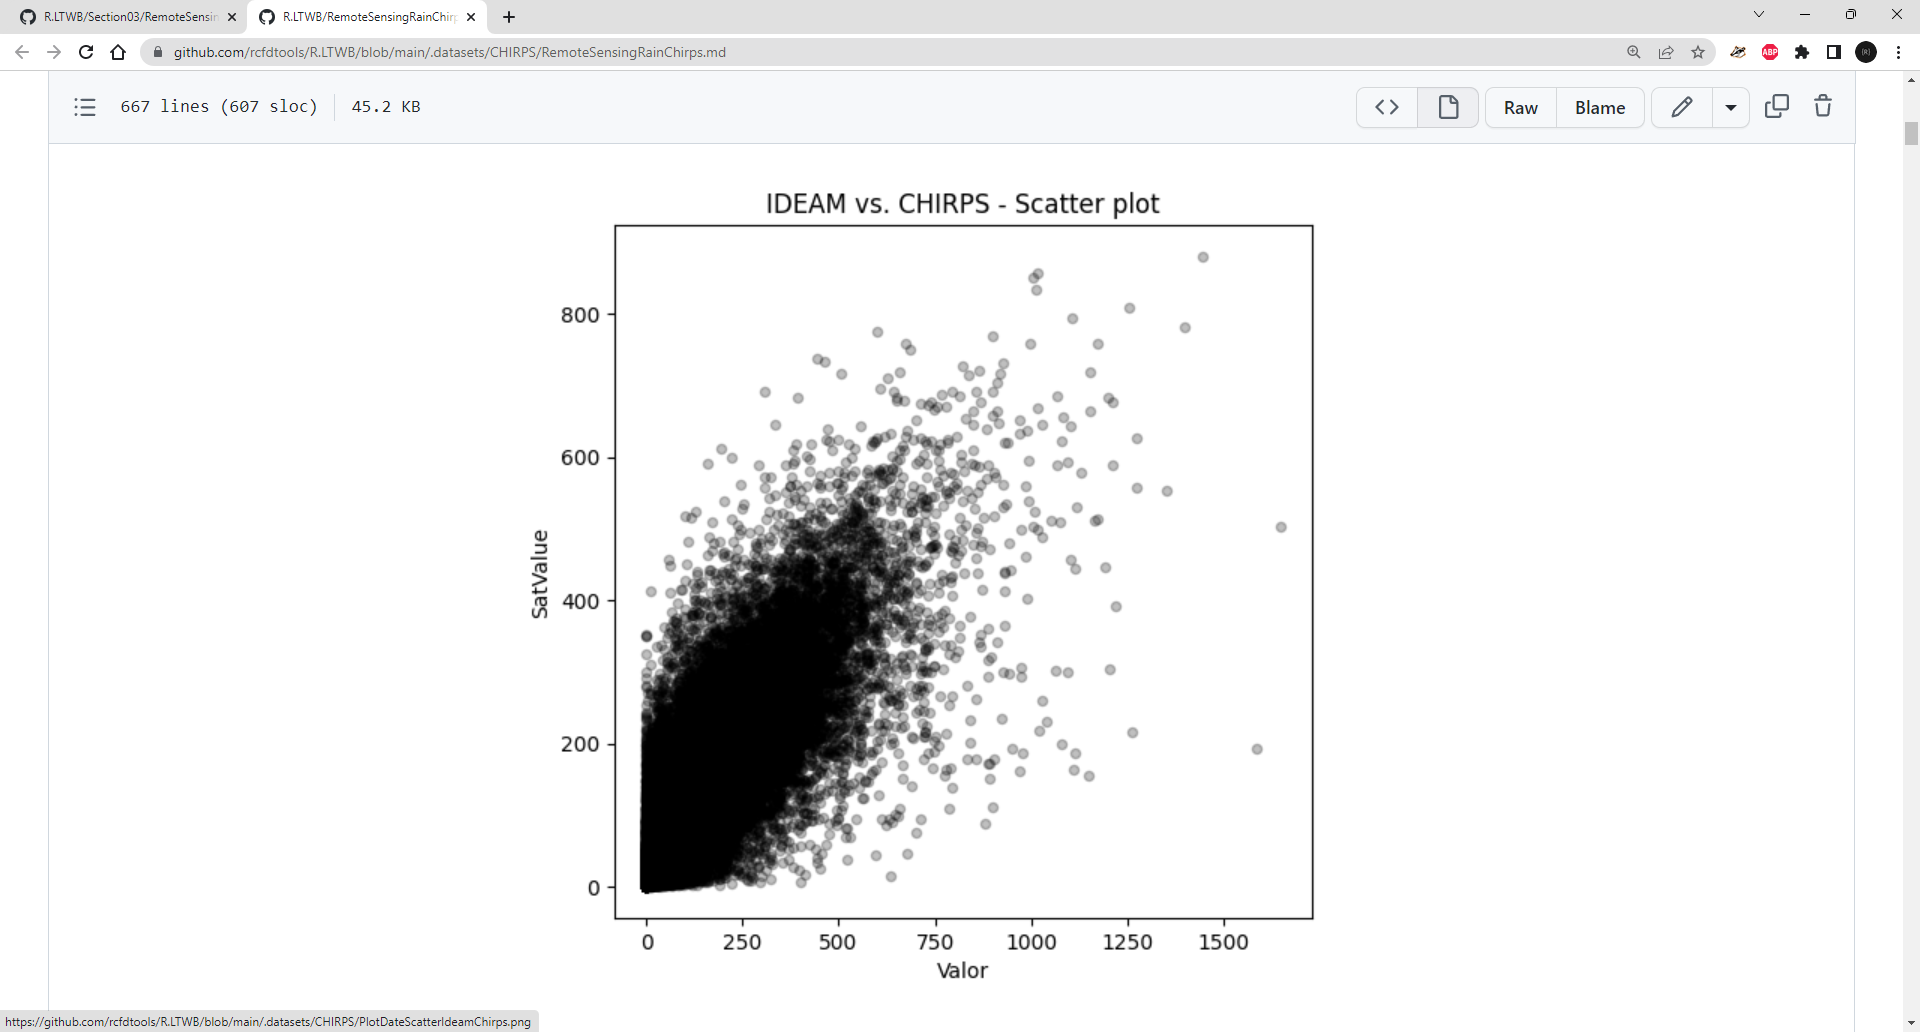 R.LTWB/Section03/RemoteSensin
R.LTWB/RemoteSensingRainChirp
github.com/rcfdtools/R.LTWB/blob/main/.datasets/CHIRPS/RemoteSensingRainChirps.md
ABP
667 lines (607 sloc) 45.2 KB
Raw
Blame
IDEAM vs. CHIRPS - Scatter plot
800
600
400
200
0
SatValue
0 250 500 750 1000 1250 1500
Valor
https://github.com/rcfdtools/R.LTWB/blob/main/.datasets/CHIRPS/PlotDateScatterIdeamChirps.png